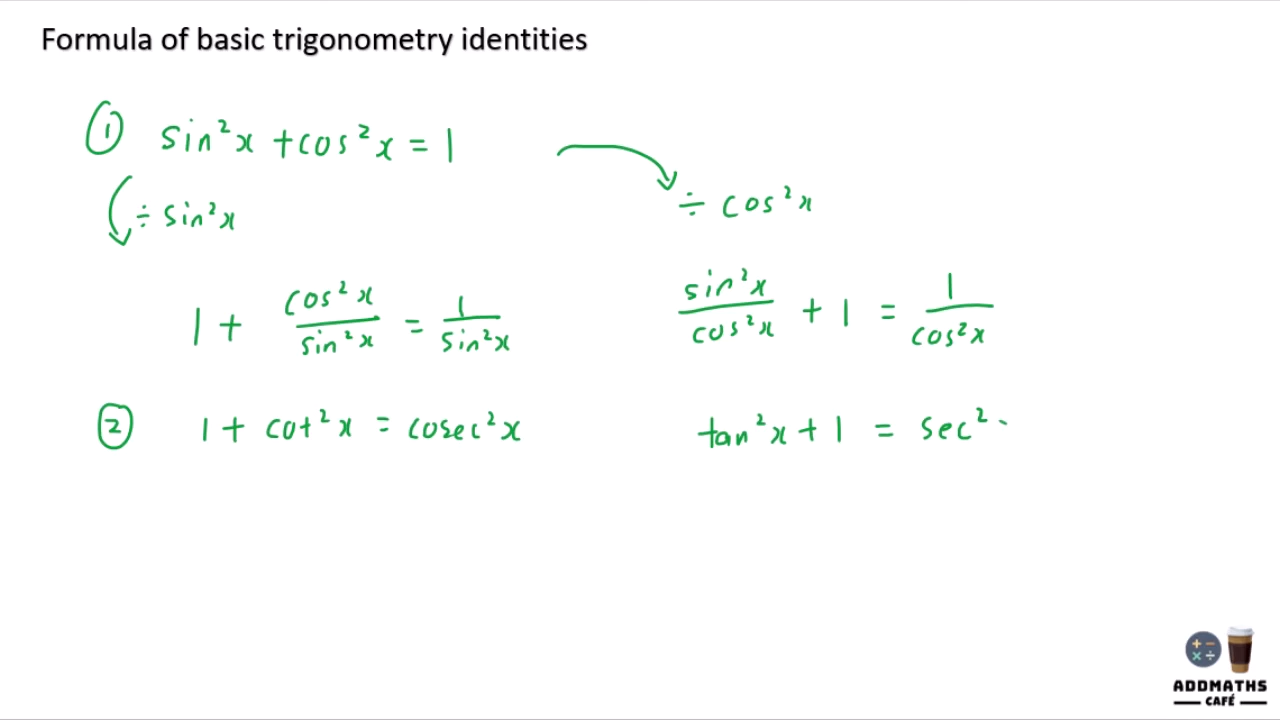 Formula of basic trigonometry identities
① sin²x + cos²x = 1
÷ sin²x
÷ cos²x
1 + cos²x/sin²x = 1/sin²x
sin²x/cos²x + 1 = 1/cos²x
② 1 + cot²x = cosec²x
tan²x + 1 = sec²
+ −
× ÷
ADDMATHS
CAFÉ